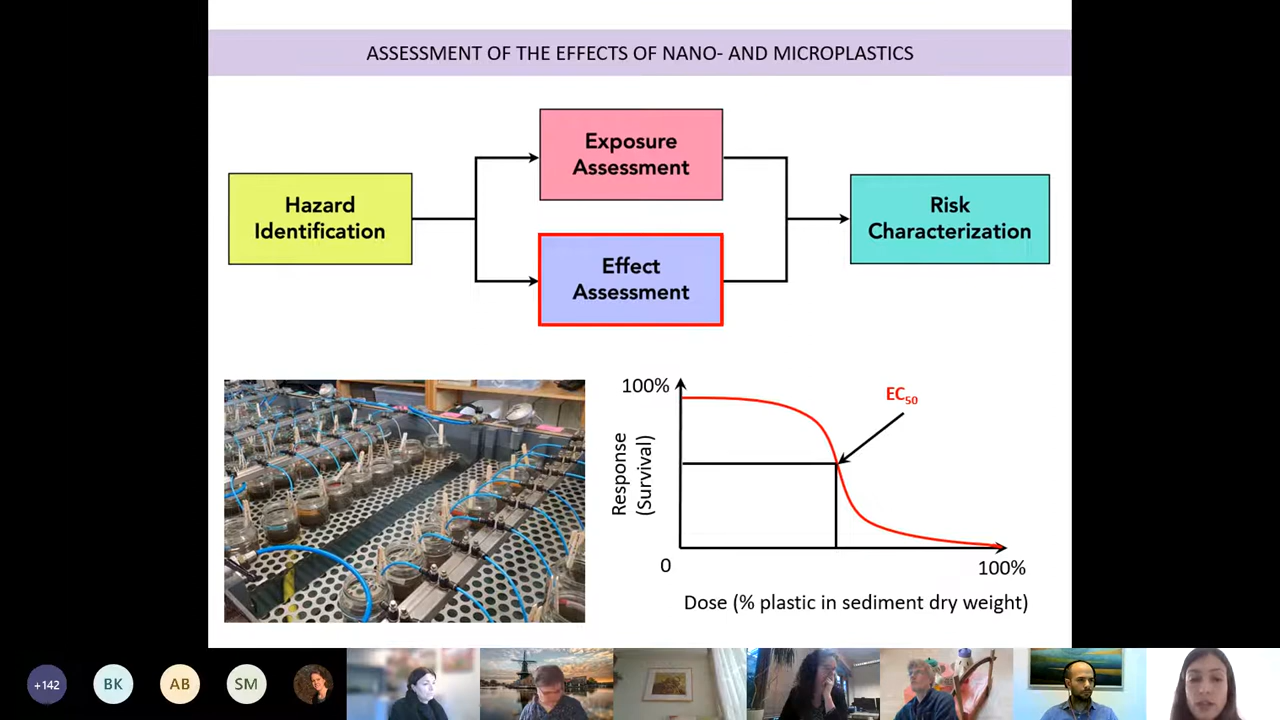 ASSESSMENT OF THE EFFECTS OF NANO- AND MICROPLASTICS
Hazard
Identification
Exposure
Assessment
Effect
Assessment
Risk
Characterization
100%
EC50
Response
(Survival)
0
100%
Dose (% plastic in sediment dry weight)
+142
BK
AB
SM